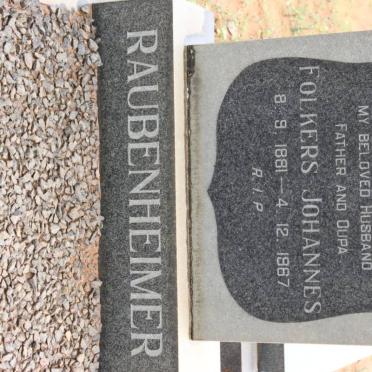 MY BELOVED HUSBAND
FATHER AND OUPA
FOLKERS JOHANNES
8. 9. 1881 — 4. 12. 1967
R. I. P
RAUBENHEIMER